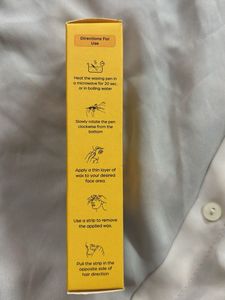 Directions For
Use
Heat the waxing pen in
a microwave for 20 sec.
or in boiling water
Slowly rotate the pen
clockwise from the
bottom
Apply a thin layer of
wax to your desired
face area
Use a strip to remove
the applied wax.
Pull the strip in the
opposite side of
hair direction